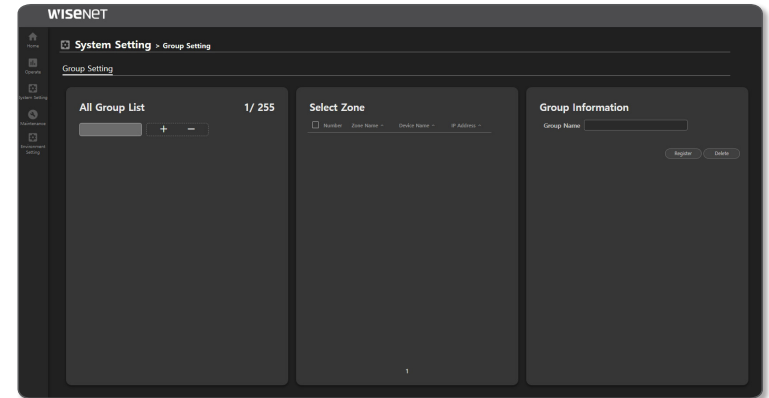 WISENET
Home
System Setting > Group Setting
Operate
Group Setting
System Setting
Maintenance
Environment
Setting
All Group List 1/ 255
+ −
Select Zone
Number Zone Name Device Name IP Address
1
Group Information
Group Name
Register Delete